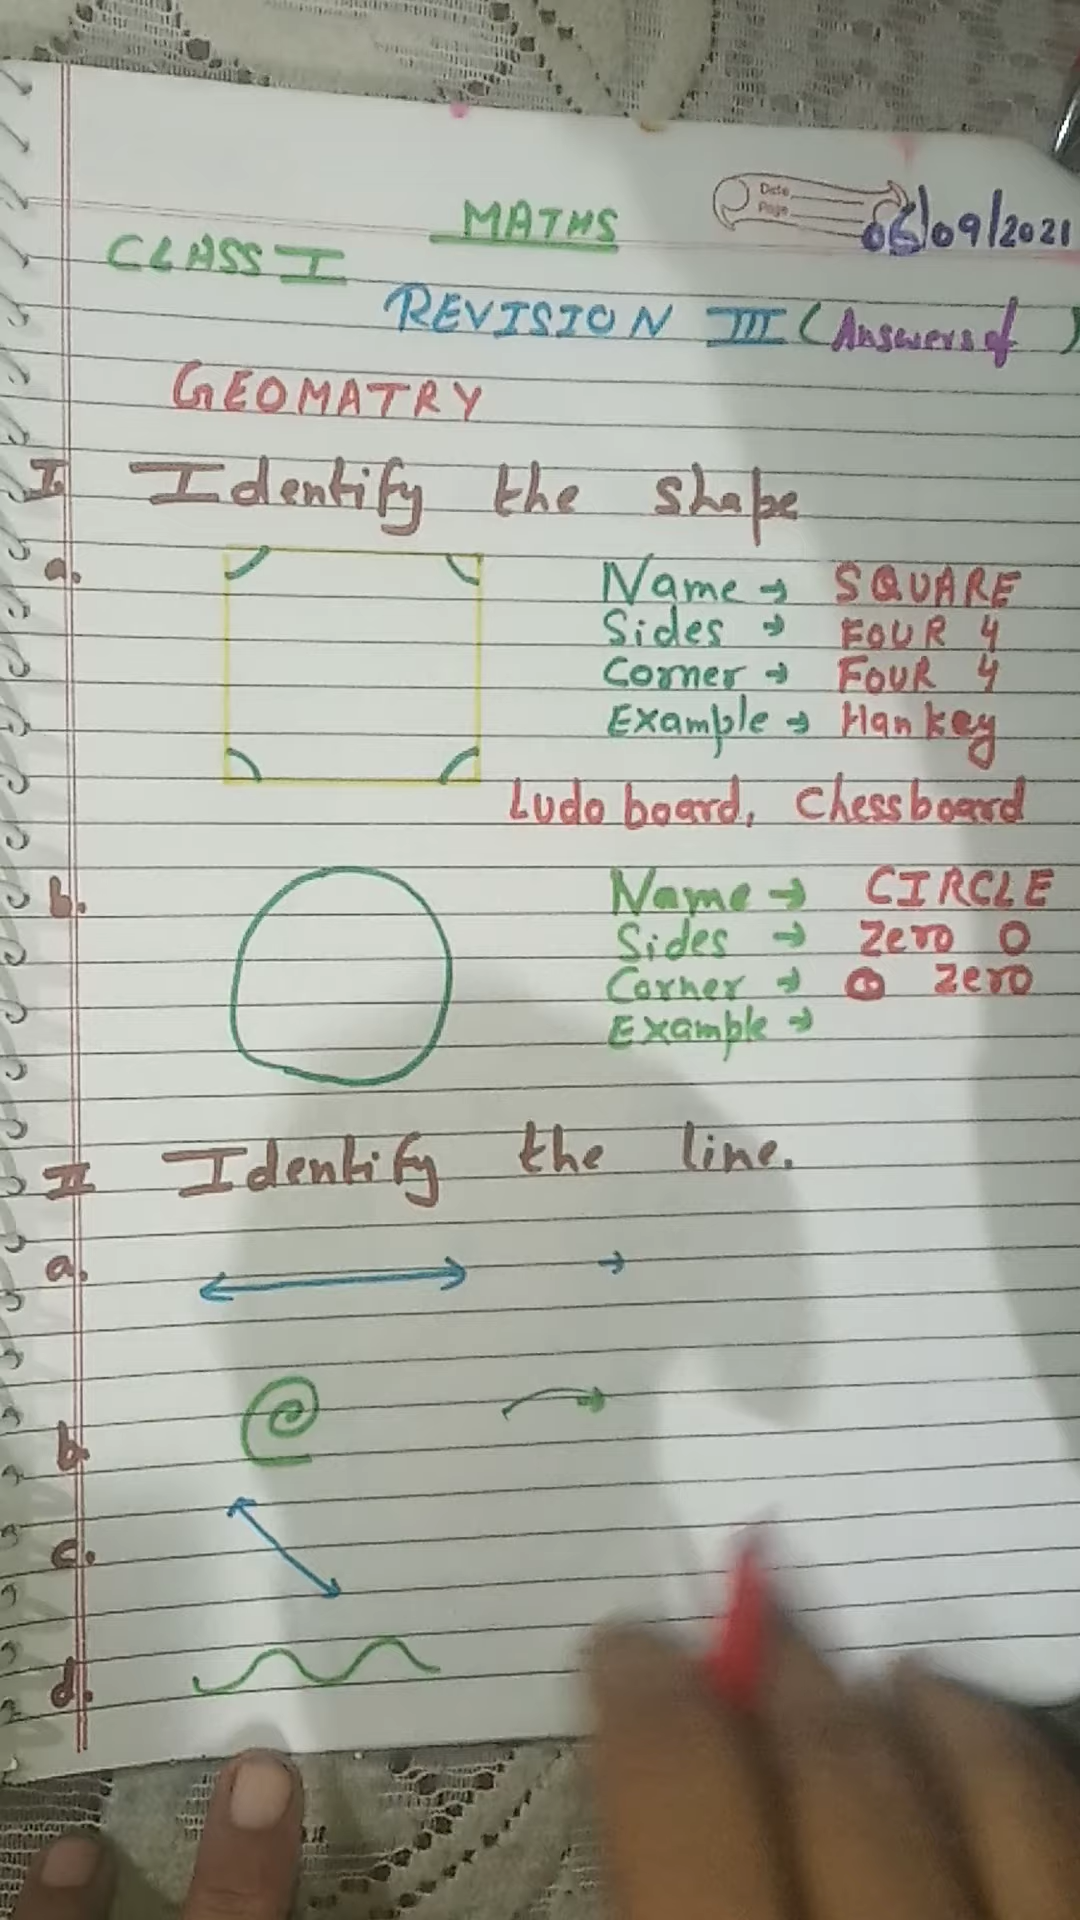 Date
Page
06/09/2021
MATHS
CLASS I
REVISION III (Answers of )
GEOMATRY
I. Identify the shape
a.
Name → SQUARE
Sides → FOUR 4
Corner → FOUR 4
Example → Hankey
Ludo board, Chessboard
b.
Name → CIRCLE
Sides → Zero 0
Corner → 0 Zero
Example →
II Identify the line.
a.
b.
c.
d.